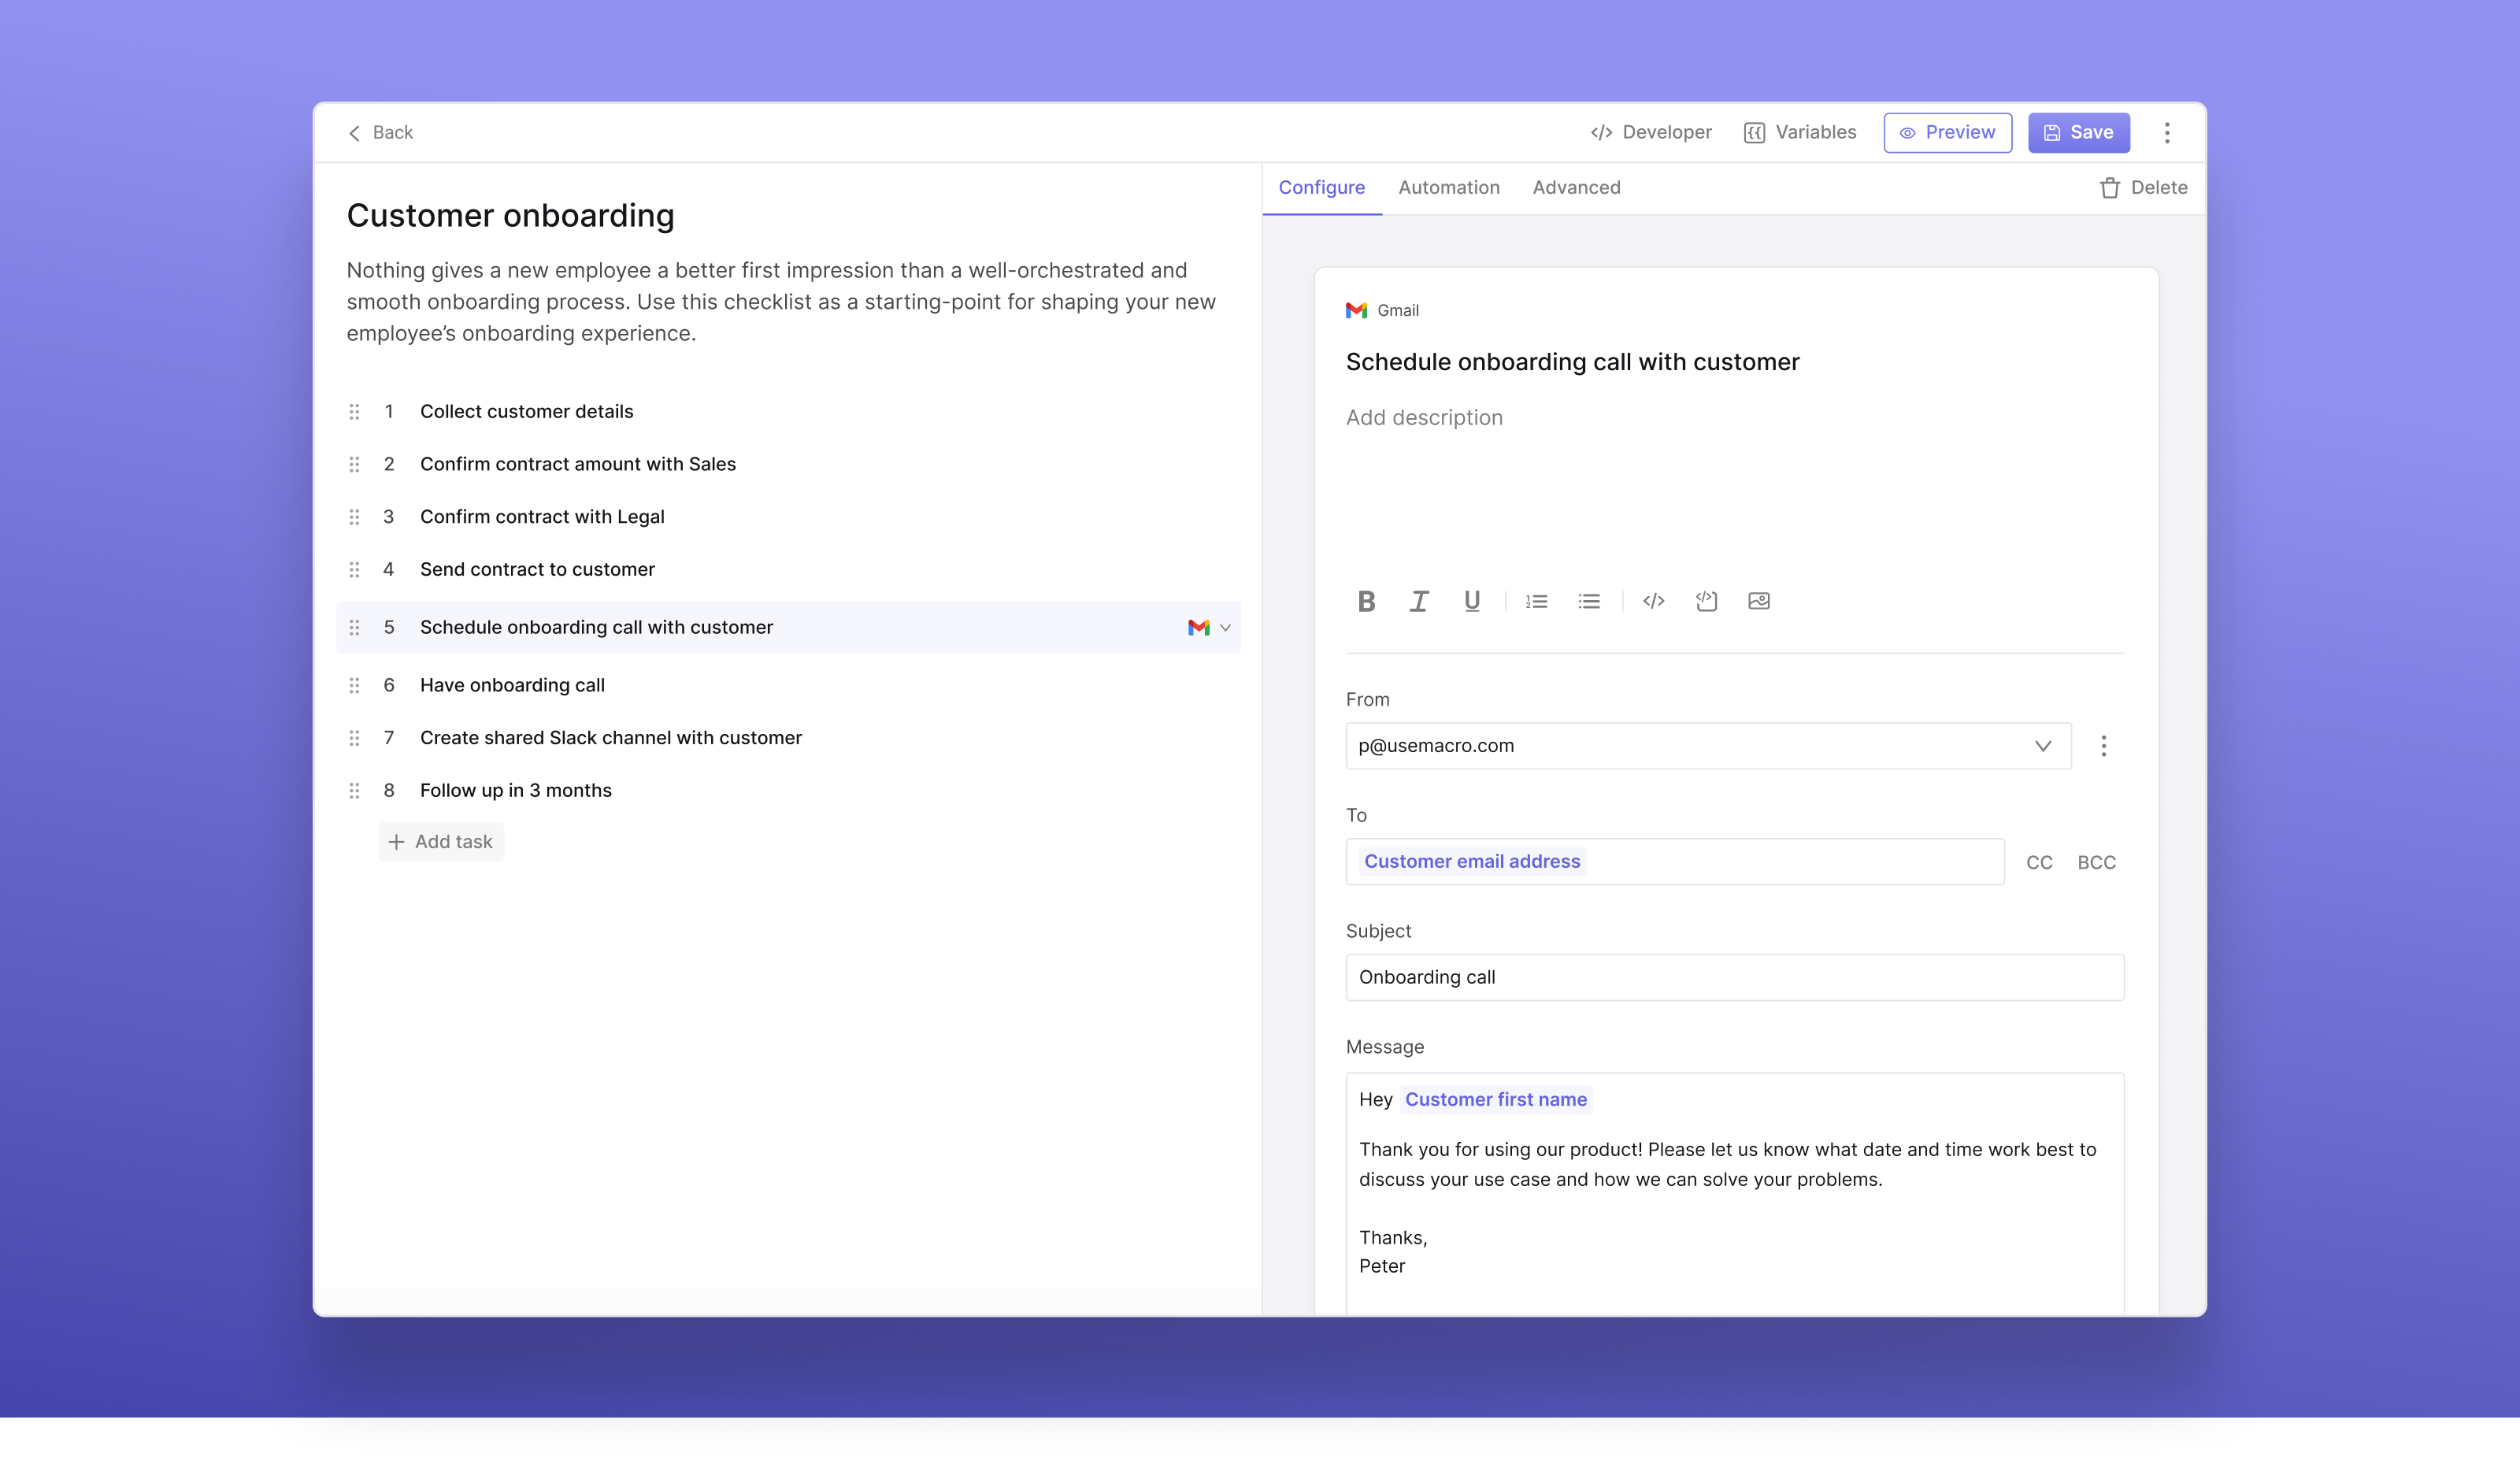 Back
Developer
Variables
Preview
Save
Customer onboarding
Nothing gives a new employee a better first impression than a well-orchestrated and
smooth onboarding process. Use this checklist as a starting-point for shaping your new
employee’s onboarding experience.
1 Collect customer details
2 Confirm contract amount with Sales
3 Confirm contract with Legal
4 Send contract to customer
5 Schedule onboarding call with customer
6 Have onboarding call
7 Create shared Slack channel with customer
8 Follow up in 3 months
Add task
Configure
Automation
Advanced
Delete
Gmail
Schedule onboarding call with customer
Add description
From
p@usemacro.com
To
Customer email address
CC
BCC
Subject
Onboarding call
Message
Hey Customer first name
Thank you for using our product! Please let us know what date and time work best to
discuss your use case and how we can solve your problems.
Thanks,
Peter